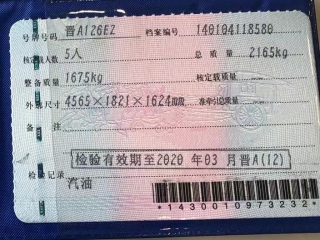 号牌号码 晋A126EZ 档案编号 140104118580
核定载人数 5人 总质量 2165kg
整备质量 1675kg 核定载质量
外廓尺寸 4565×1821×1624mm 准牵引总质量
备注
检验有效期至2020 年 03 月晋A(12)
检验记录
汽油
*1430010973232*